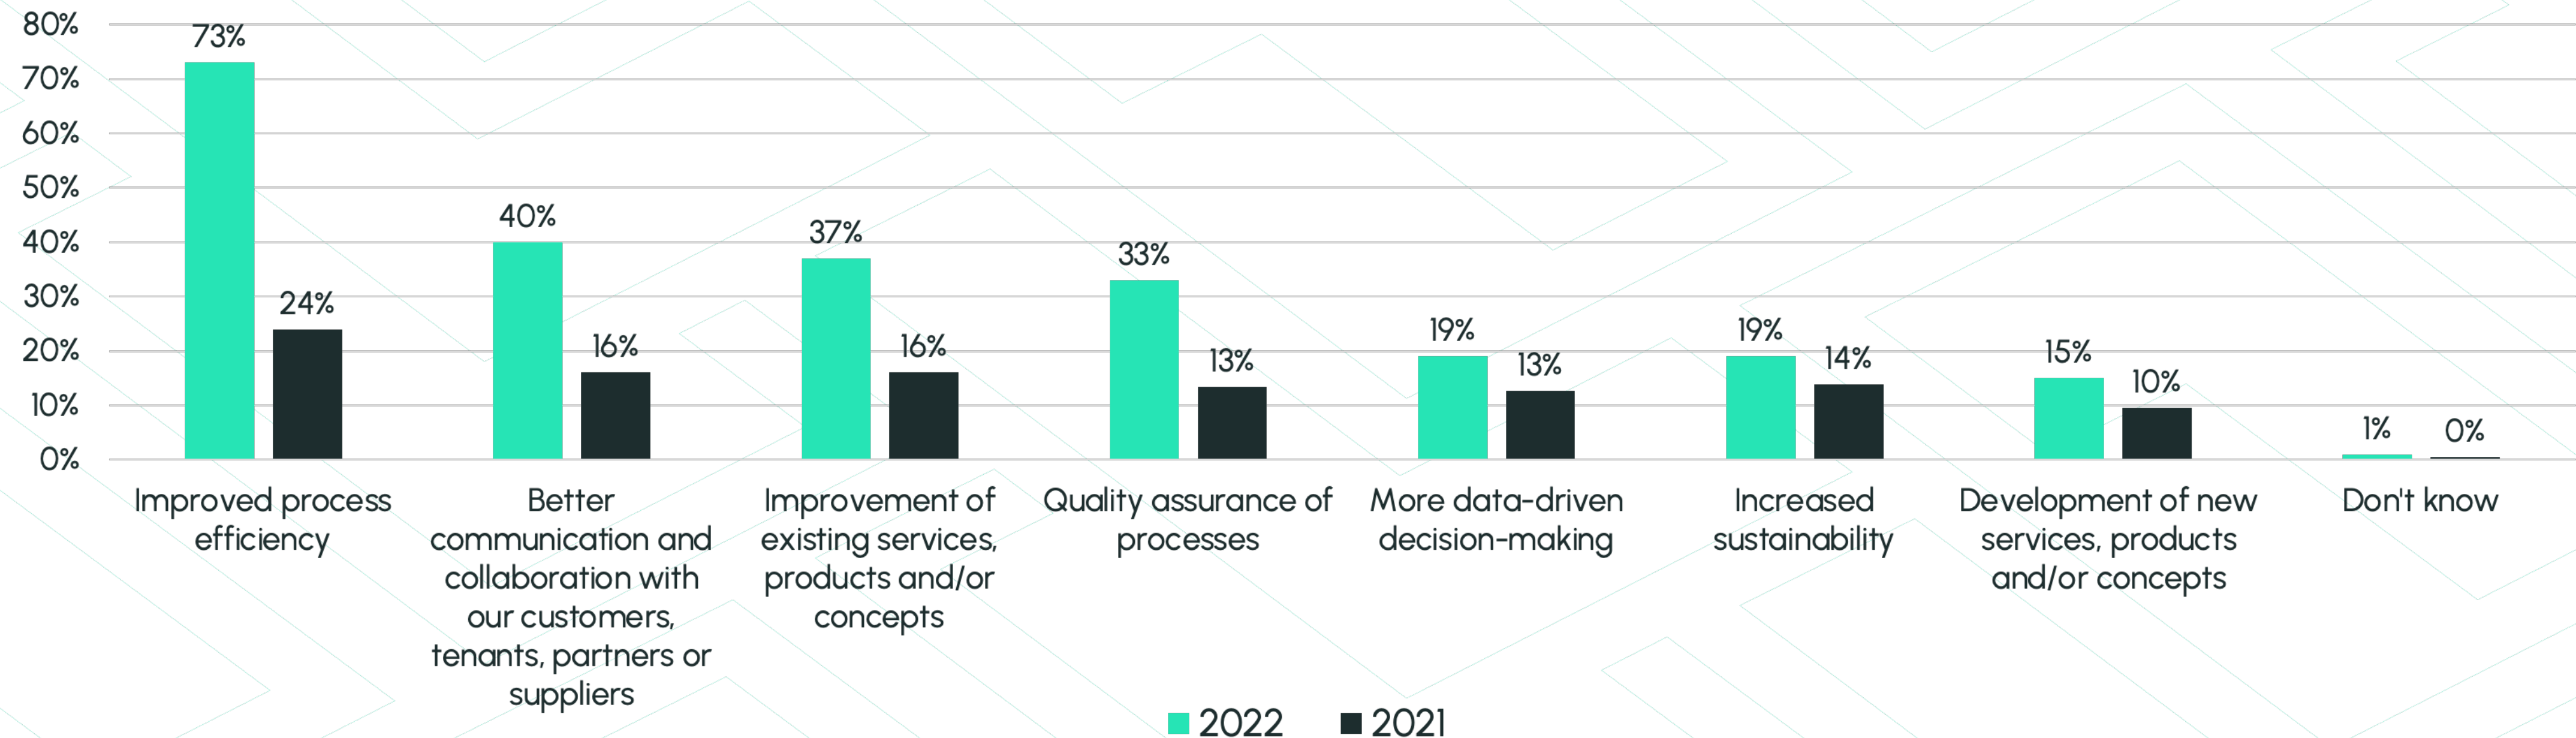 80%
70%
60%
50%
40%
30%
20%
10%
0%
73%
24%
40%
16%
37%
16%
33%
13%
19%
13%
19%
14%
15%
10%
1%
0%
Improved process
efficiency
Better
communication and
collaboration with
our customers,
tenants, partners or
suppliers
Improvement of
existing services,
products and/or
concepts
Quality assurance of
processes
More data-driven
decision-making
Increased
sustainability
Development of new
services, products
and/or concepts
Don't know
2022
2021